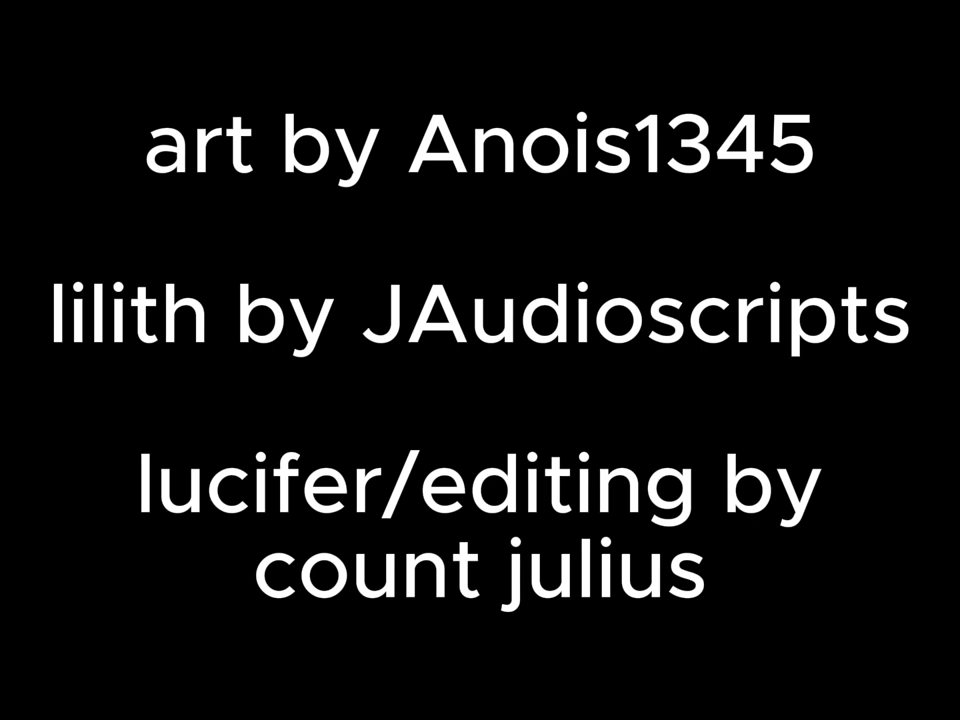 art by Anois1345
lilith by JAudioscripts
lucifer/editing by
count julius